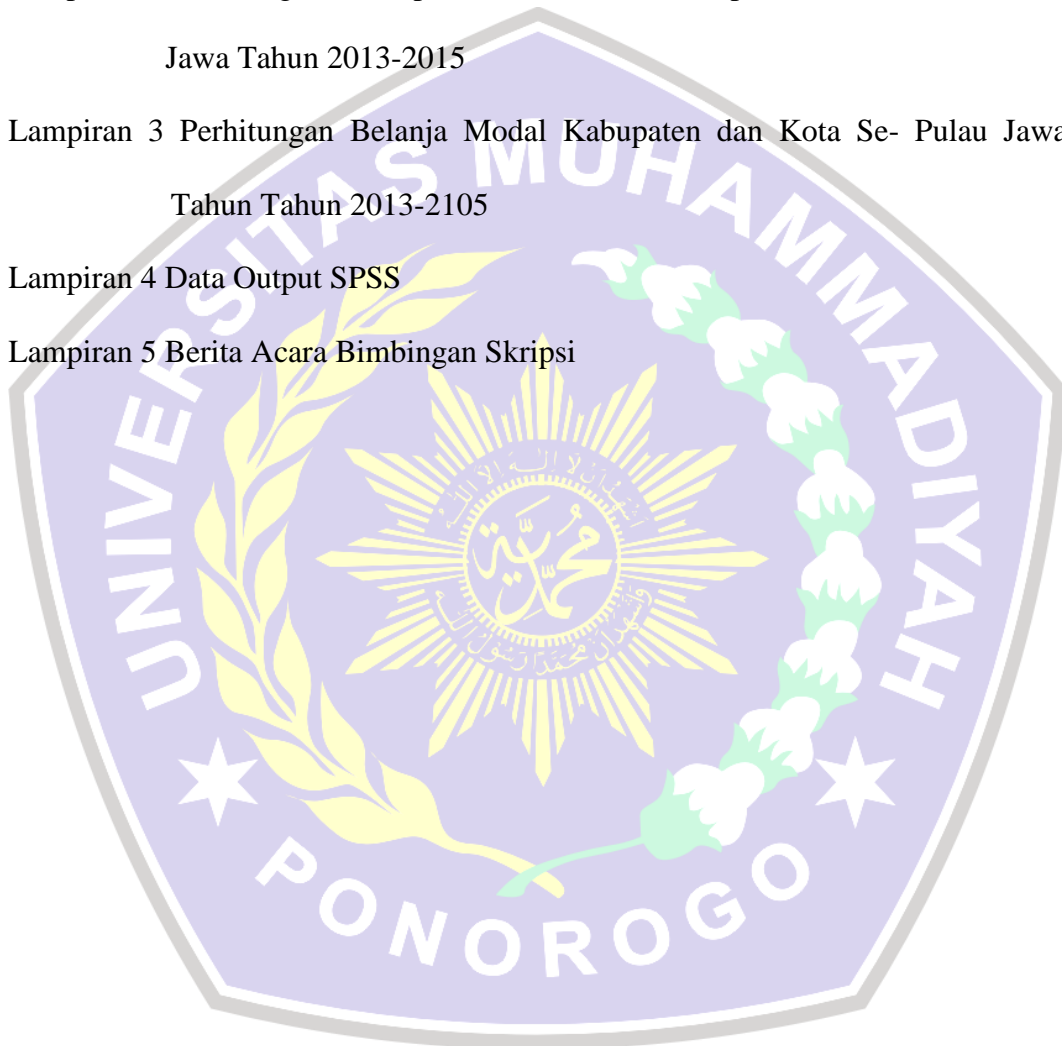 Jawa Tahun 2013-2015
Lampiran 3 Perhitungan Belanja Modal Kabupaten dan Kota Se- Pulau Jawa
Tahun Tahun 2013-2105
Lampiran 4 Data Output SPSS
Lampiran 5 Berita Acara Bimbingan Skripsi
UNIVERSITAS MUHAMMADIYAH
PONOROGO
محمدية